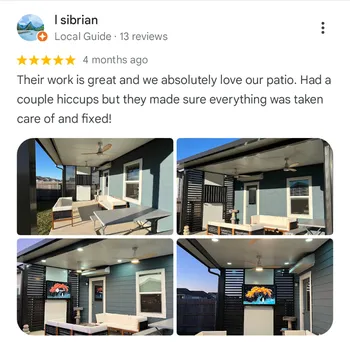 l sibrian
Local Guide · 13 reviews
4 months ago
Their work is great and we absolutely love our patio. Had a
couple hiccups but they made sure everything was taken
care of and fixed!